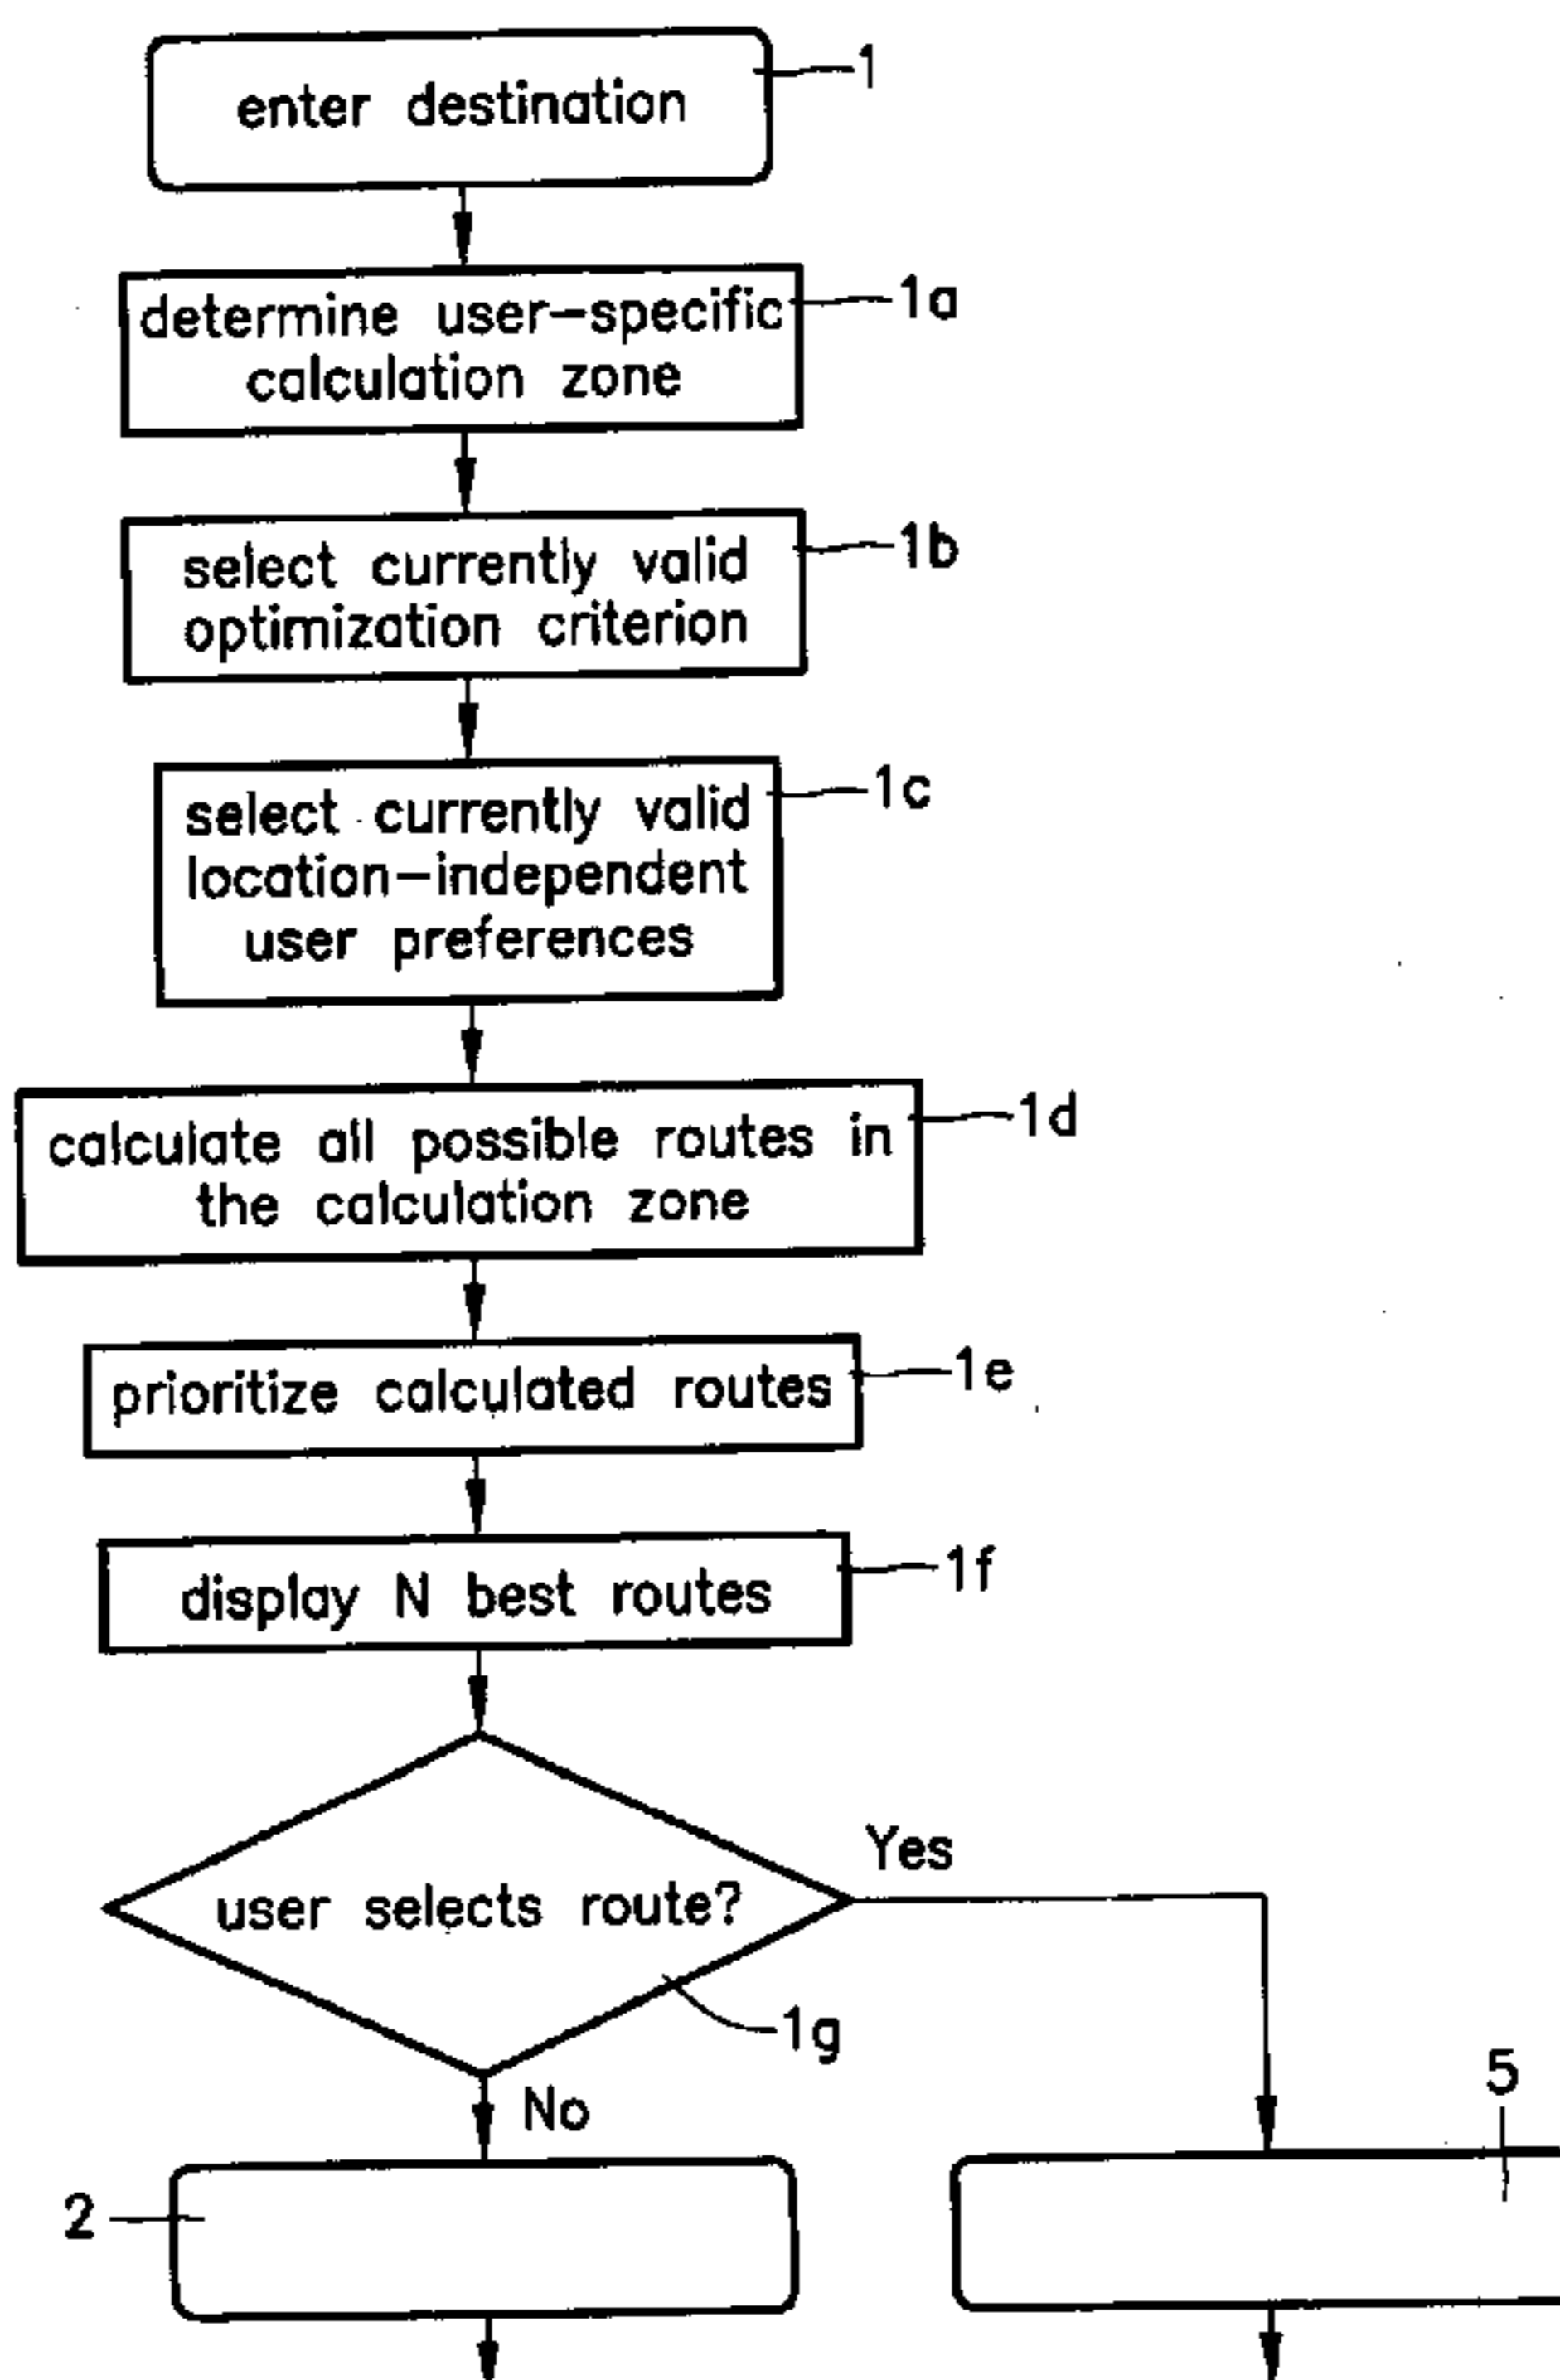 enter destination
1
determine user-specific
calculation zone
1a
select currently valid
optimization criterion
1b
select currently valid
location-independent
user preferences
1c
calculate all possible routes in
the calculation zone
1d
prioritize calculated routes
1e
display N best routes
1f
user selects route?
Yes
1g
No
2
5